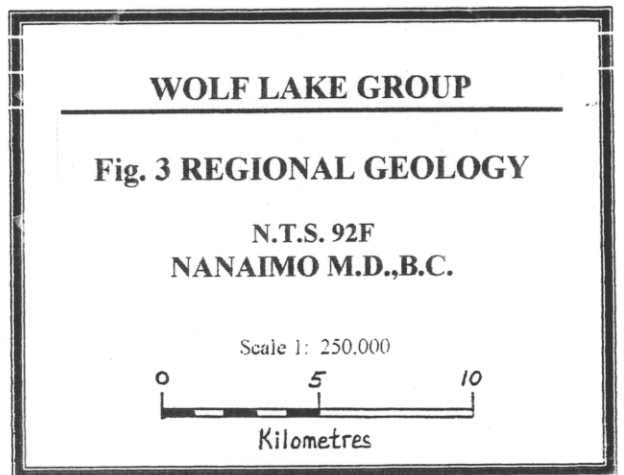 WOLF LAKE GROUP
Fig. 3 REGIONAL GEOLOGY
N.T.S. 92F
NANAIMO M.D.,B.C.
Scale 1: 250,000
0 5 10
Kilometres